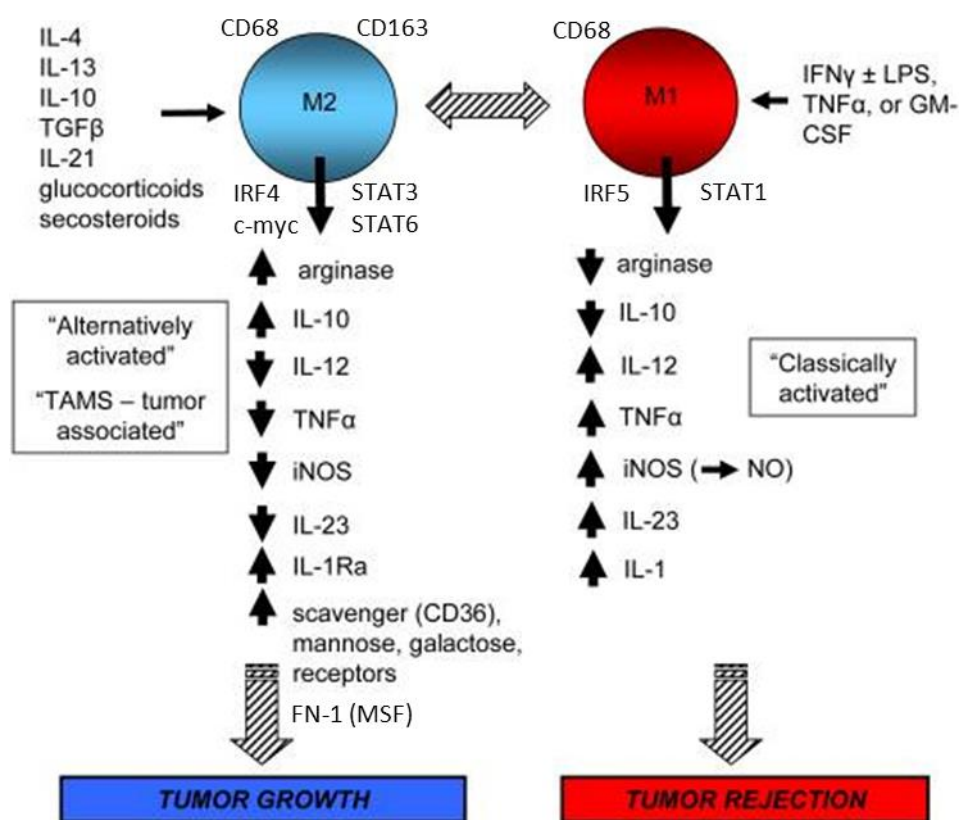 CD68
CD163
IL-4
IL-13
IL-10
TGFβ
IL-21
glucocorticoids
secosteroids
M2
IRF4
c-myc
STAT3
STAT6
arginase
IL-10
IL-12
TNFα
iNOS
IL-23
IL-1Ra
scavenger (CD36),
mannose, galactose,
receptors
FN-1 (MSF)
"Alternatively
activated"
"TAMS – tumor
associated"
TUMOR GROWTH
CD68
M1
IFNγ ± LPS,
TNFα, or GM-
CSF
IRF5
STAT1
arginase
IL-10
IL-12
TNFα
iNOS (→ NO)
IL-23
IL-1
"Classically
activated"
TUMOR REJECTION